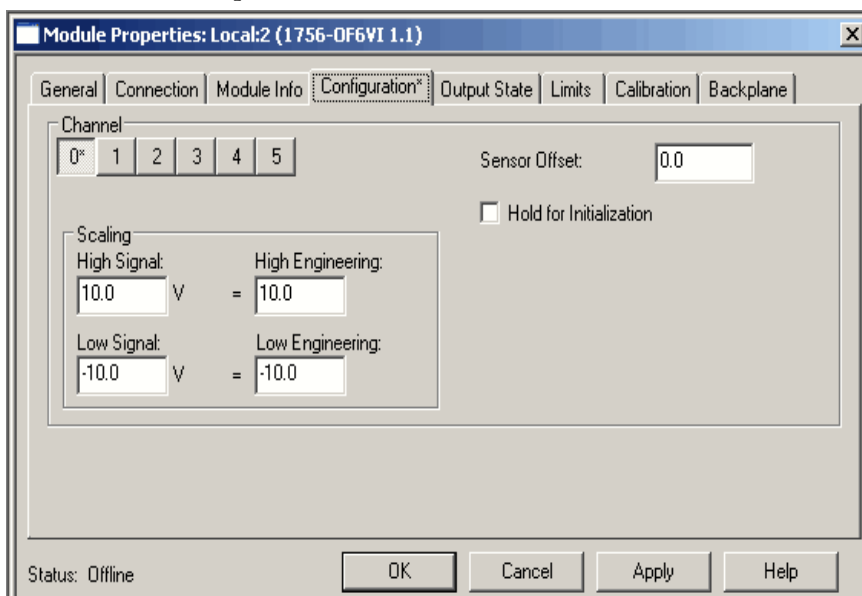 Module Properties: Local:2 (1756-OF6VI 1.1)
General Connection Module Info Configuration* Output State Limits Calibration Backplane
Channel
0* 1 2 3 4 5
Sensor Offset: 0.0
Hold for Initialization
Scaling
High Signal: High Engineering:
10.0 V = 10.0
Low Signal: Low Engineering:
-10.0 V = -10.0
Status: Offline OK Cancel Apply Help